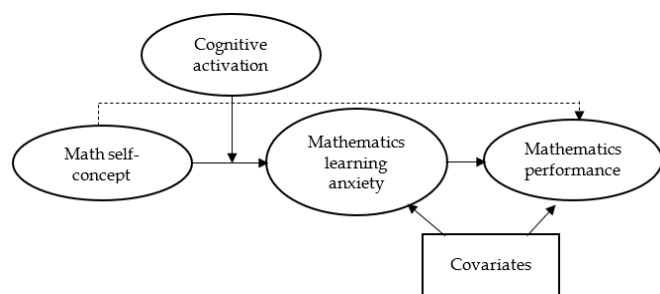 Cognitive
activation
Math self-
concept
Mathematics
learning
anxiety
Mathematics
performance
Covariates